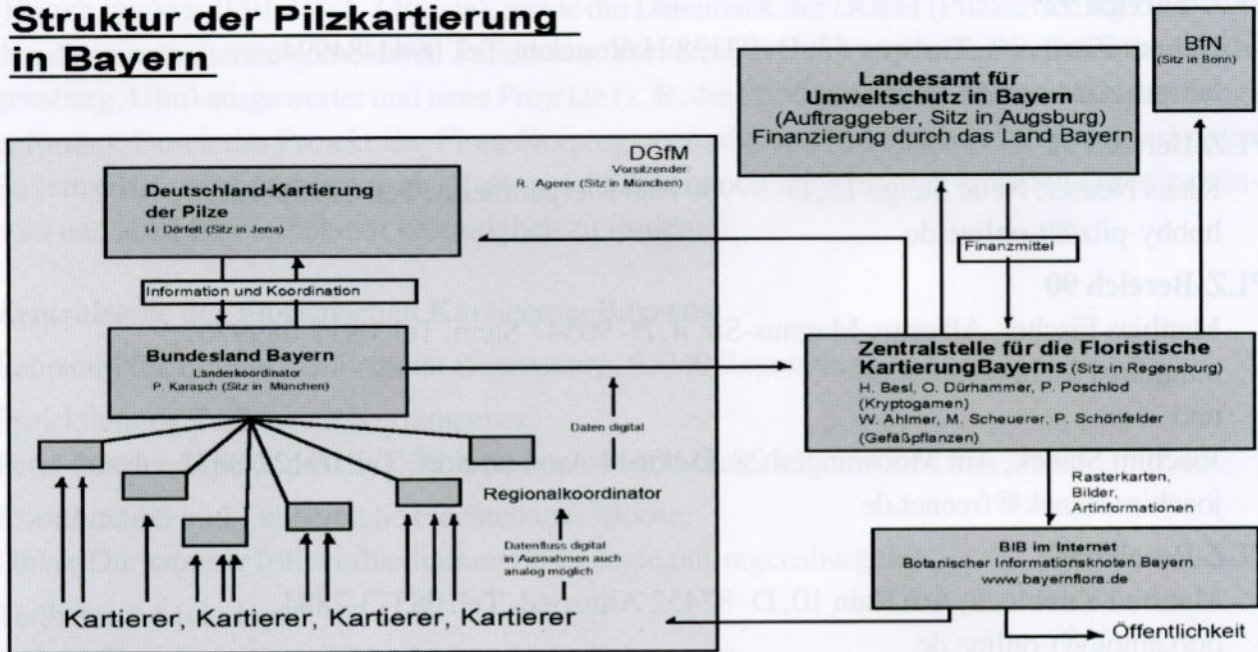 Struktur der Pilzkartierung
in Bayern
BfN
(Sitz in Bonn)
Landesamt für
Umweltschutz in Bayern
(Auftraggeber, Sitz in Augsburg)
Finanzierung durch das Land Bayern
DGfM
Vorsitzender
R. Agerer (Sitz in München)
Deutschland-Kartierung
der Pilze
H. Dörfelt (Sitz in Jena)
Information und Koordination
Finanzmittel
Bundesland Bayern
Länderkoordinator
P. Karasch (Sitz in München)
Zentralstelle für die Floristische
KartierungBayerns (Sitz in Regensburg)
H. Besl, O. Dürhammer, P. Poschlod
(Kryptogamen)
W. Ahlmer, M. Scheuerer, P. Schönfelder
(Gefäßpflanzen)
Daten digital
Regionalkoordinator
Datenfluss digital
in Ausnahmen auch
analog möglich
Rasterkarten,
Bilder,
Artinformationen
BIB im Internet
Botanischer Informationsknoten Bayern
www.bayernflora.de
Kartierer, Kartierer, Kartierer, Kartierer
Öffentlichkeit